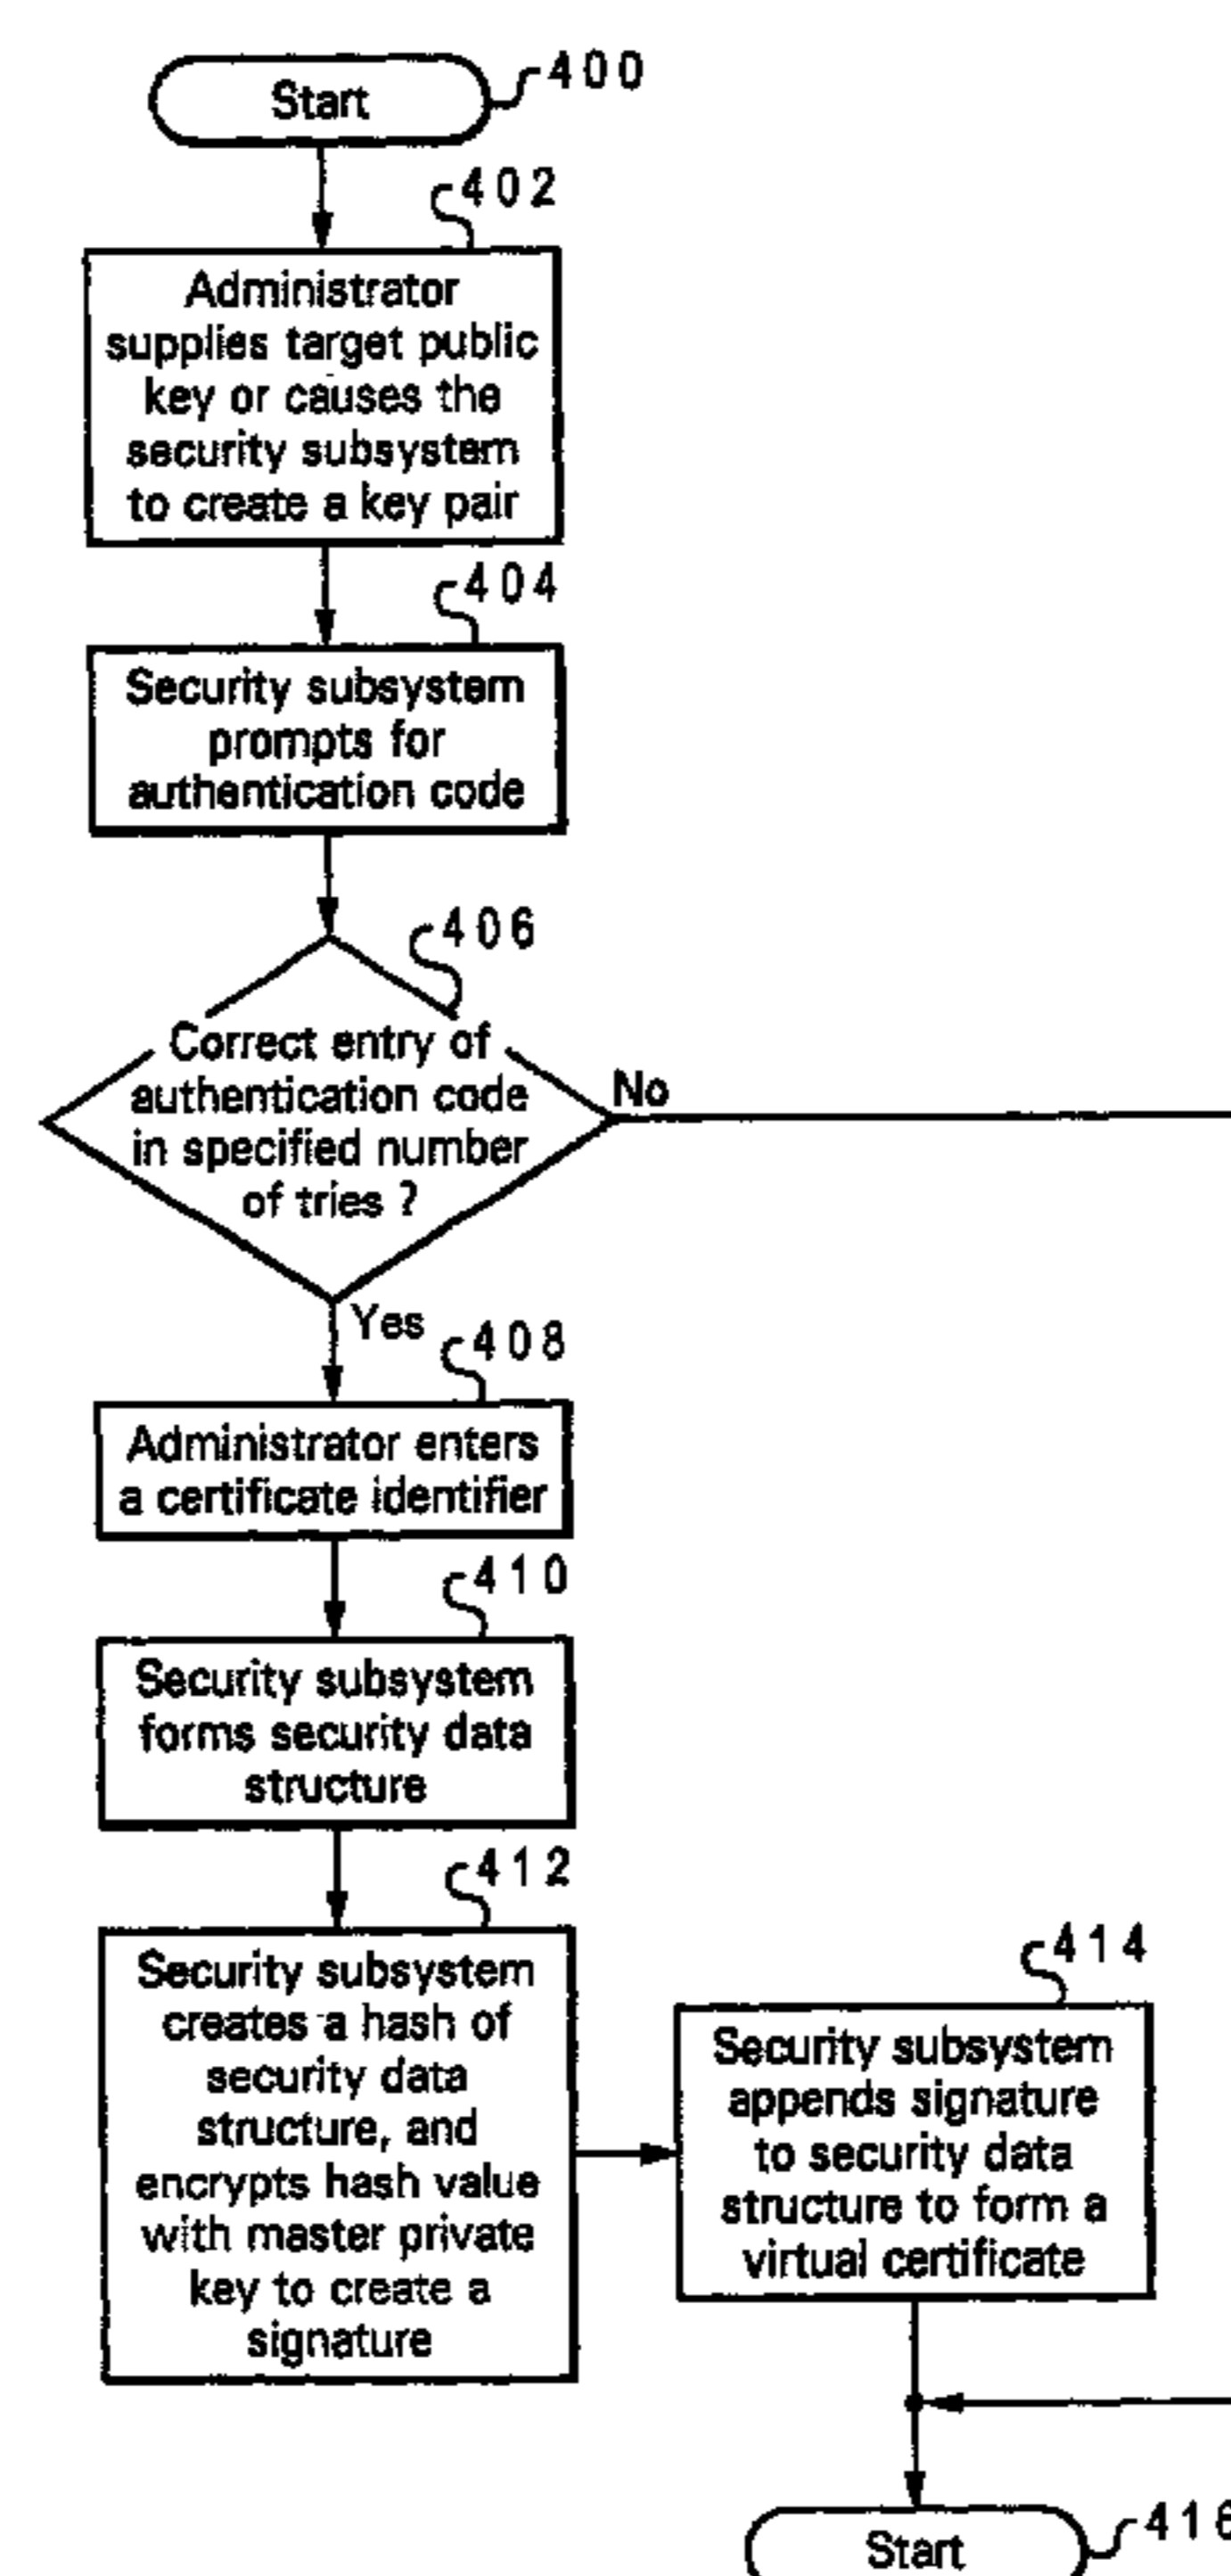 Start
400
402
Administrator
supplies target public
key or causes the
security subsystem
to create a key pair
404
Security subsystem
prompts for
authentication code
406
Correct entry of
authentication code
in specified number
of tries ?
No
Yes
408
Administrator enters
a certificate identifier
410
Security subsystem
forms security data
structure
412
Security subsystem
creates a hash of
security data
structure, and
encrypts hash value
with master private
key to create a
signature
414
Security subsystem
appends signature
to security data
structure to form a
virtual certificate
Start